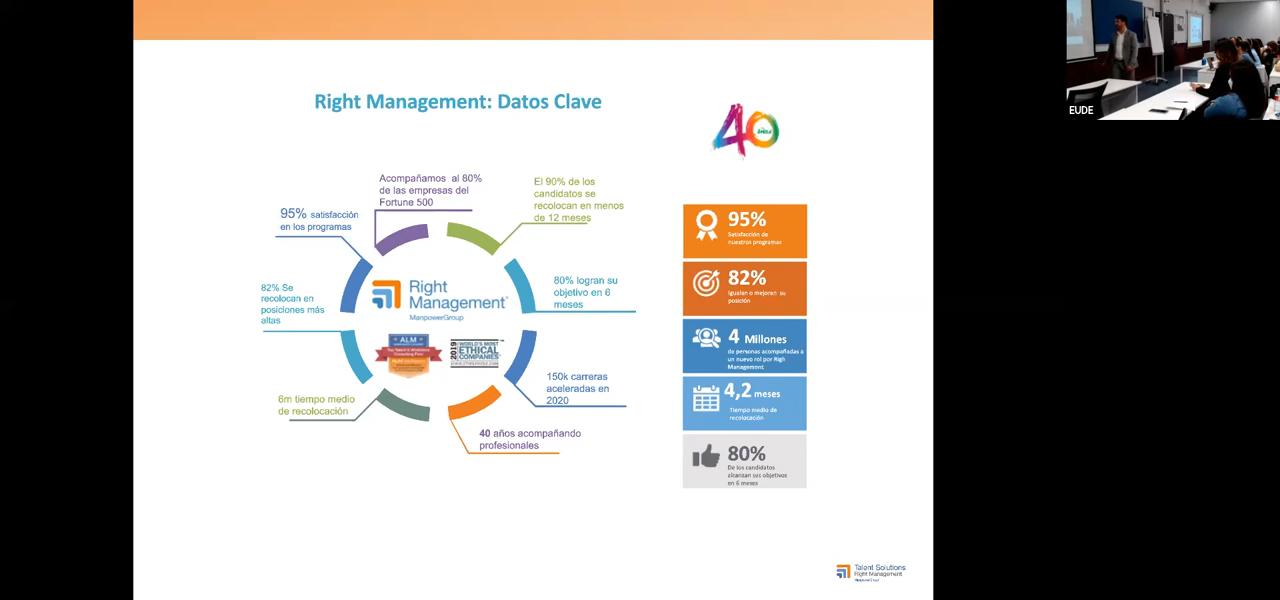 EUDE
Right Management: Datos Clave
40
Acompañamos al 80%
de las empresas del
Fortune 500
El 90% de los
candidatos se
recolocan en menos
de 12 meses
95% satisfacción
en los programas
82% Se
recolocan en
posiciones más
altas
80% logran su
objetivo en 6
meses
Right
Management
ManpowerGroup
ALM
2019
WORLD'S MOST
ETHICAL
COMPANIES
6m tiempo medio
de recolocación
150k carreras
aceleradas en
2020
40 años acompañando
profesionales
95%
Satisfacción de
nuestros programas
82%
Igualan o mejoran su
posición
4 Millones
de personas acompañadas a
un nuevo rol por Righ
Management
4,2 meses
Tiempo medio de
recolocación
80%
De los candidatos
alcanzan sus objetivos
en 6 meses
Talent Solutions
Right Management
ManpowerGroup